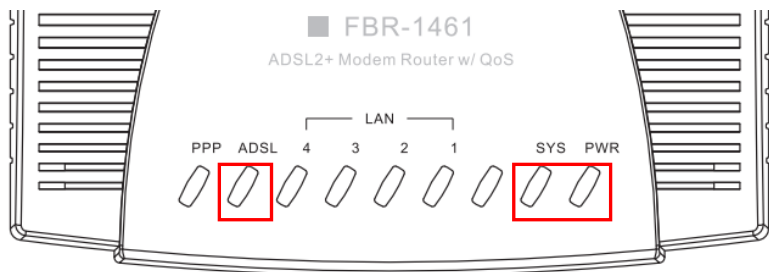 FBR-1461
ADSL2+ Modem Router w/ QoS
LAN
PPP ADSL 4 3 2 1 SYS PWR